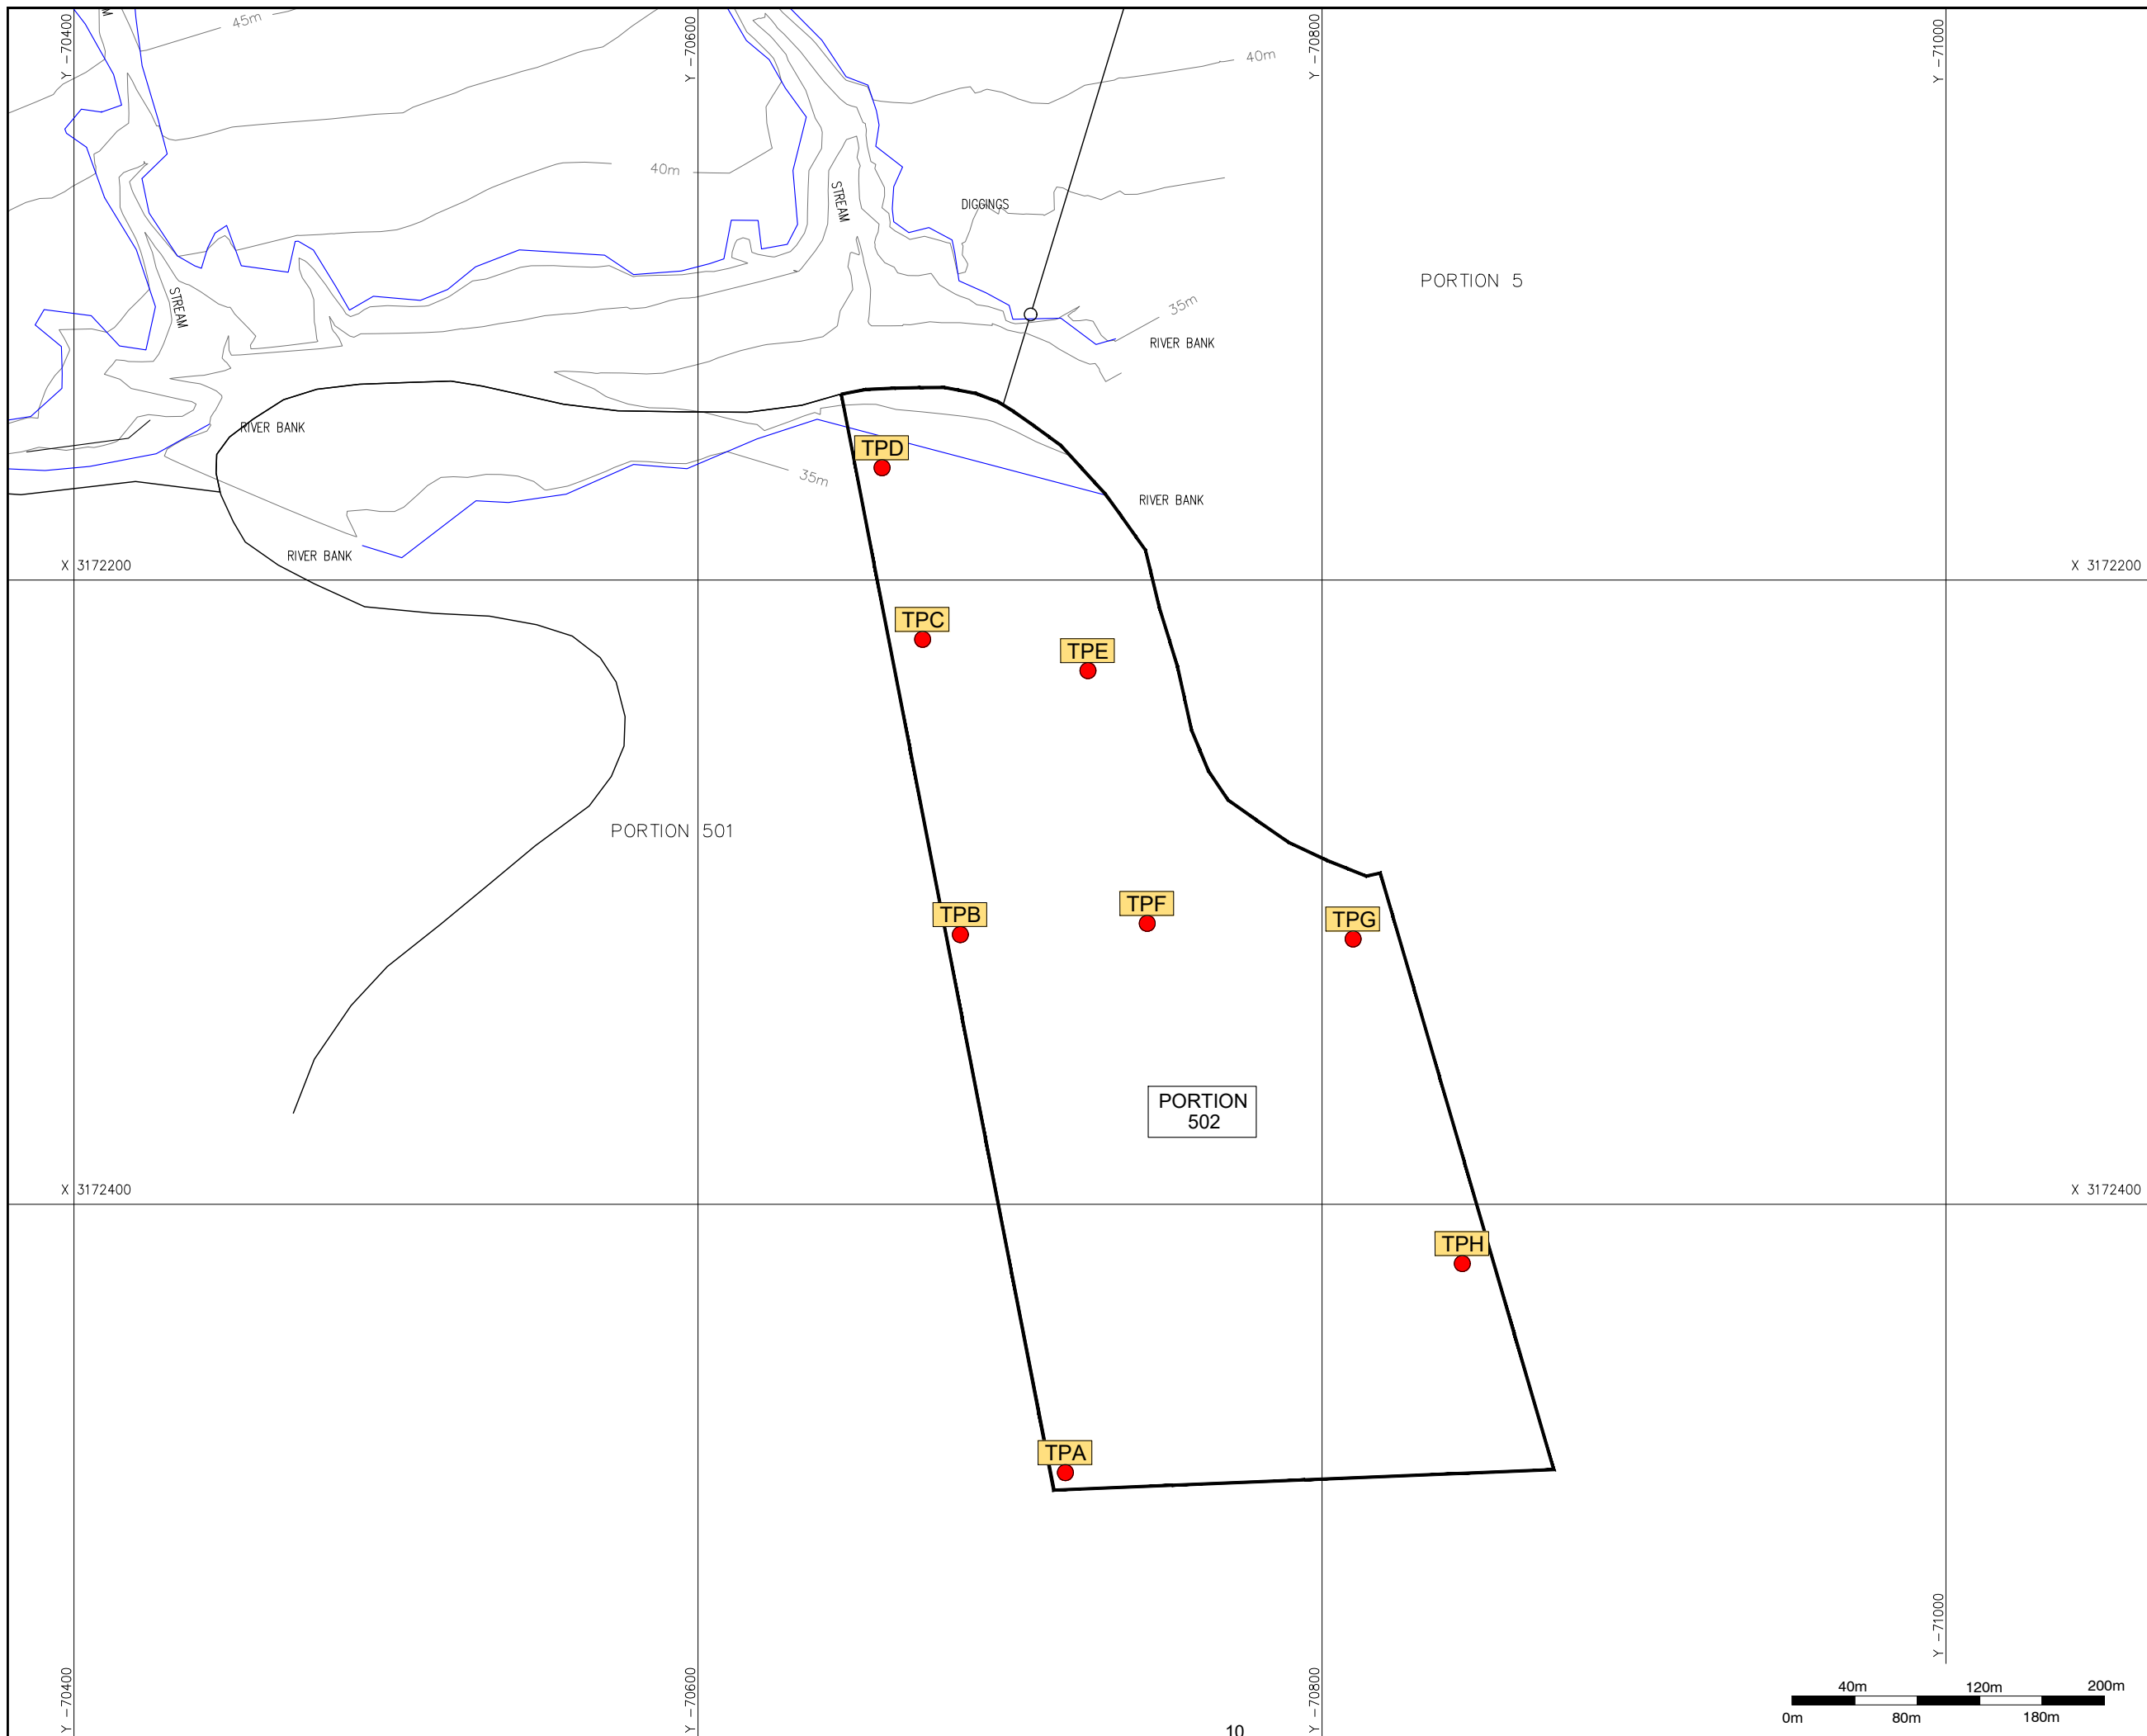 Y -70400
M
45m
Y -70600
Y -70800
40m
Y -71000
40m
STREAM
DIGGINGS
PORTION 5
STREAM
35m
RIVER BANK
RIVER BANK
TPD
35m
RIVER BANK
RIVER BANK
X 3172200
X 3172200
TPC
TPE
PORTION 501
TPB
TPF
TPG
PORTION
502
X 3172400
X 3172400
TPH
TPA
Y -70400
Y -70600
Y -70800
Y -71000
40m 120m 200m
0m 80m 180m
10